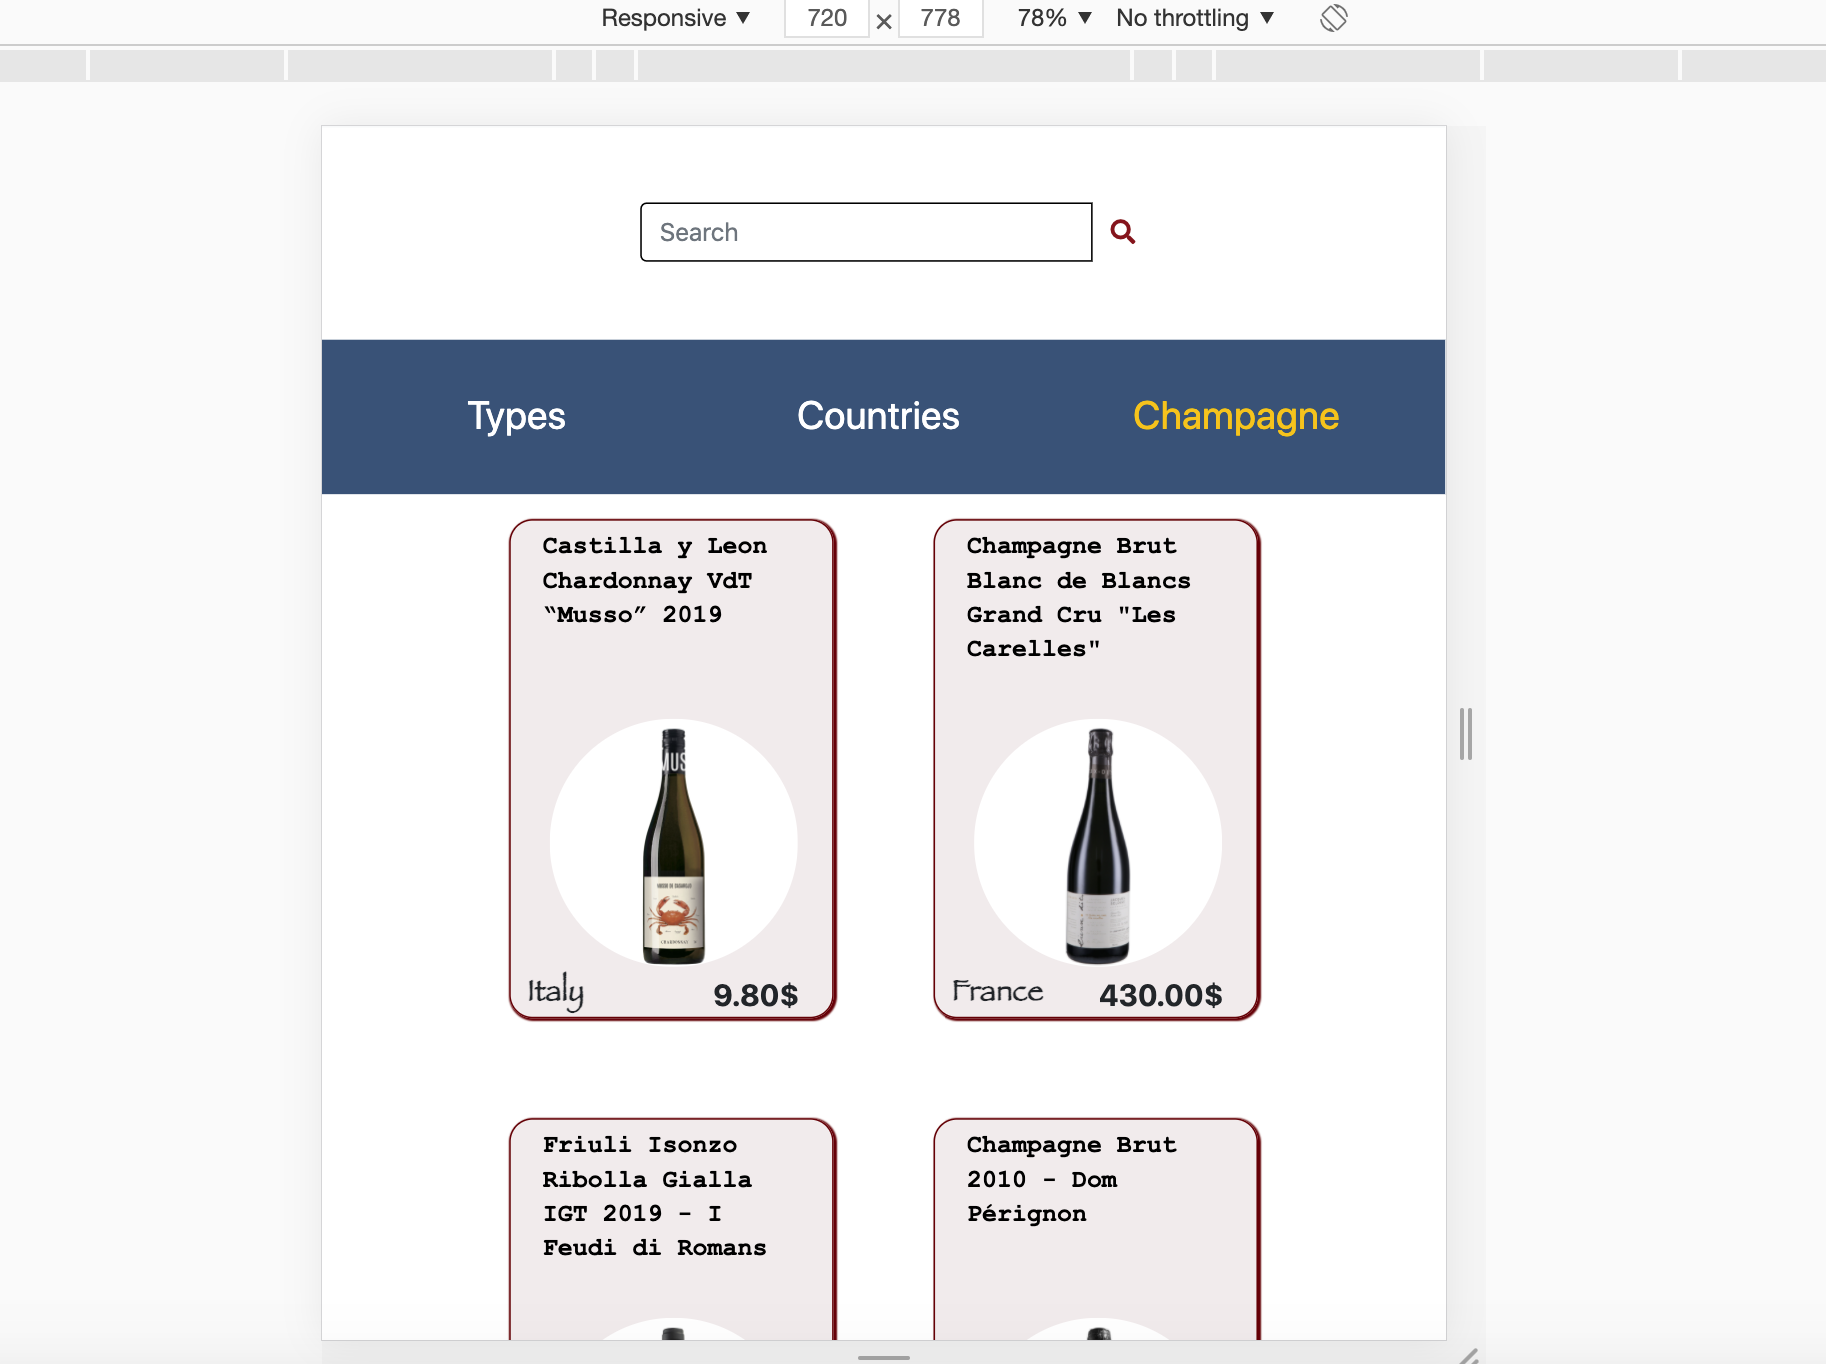 Responsive ▼ 720 × 778 78% ▼ No throttling ▼
Search
Types Countries Champagne
Castilla y Leon
Chardonnay VdT
“Musso” 2019
MUS
CHARDONNAY
Italy 9.80$
Champagne Brut
Blanc de Blancs
Grand Cru "Les
Carelles"
France 430.00$
Friuli Isonzo
Ribolla Gialla
IGT 2019 - I
Feudi di Romans
Champagne Brut
2010 - Dom
Pérignon